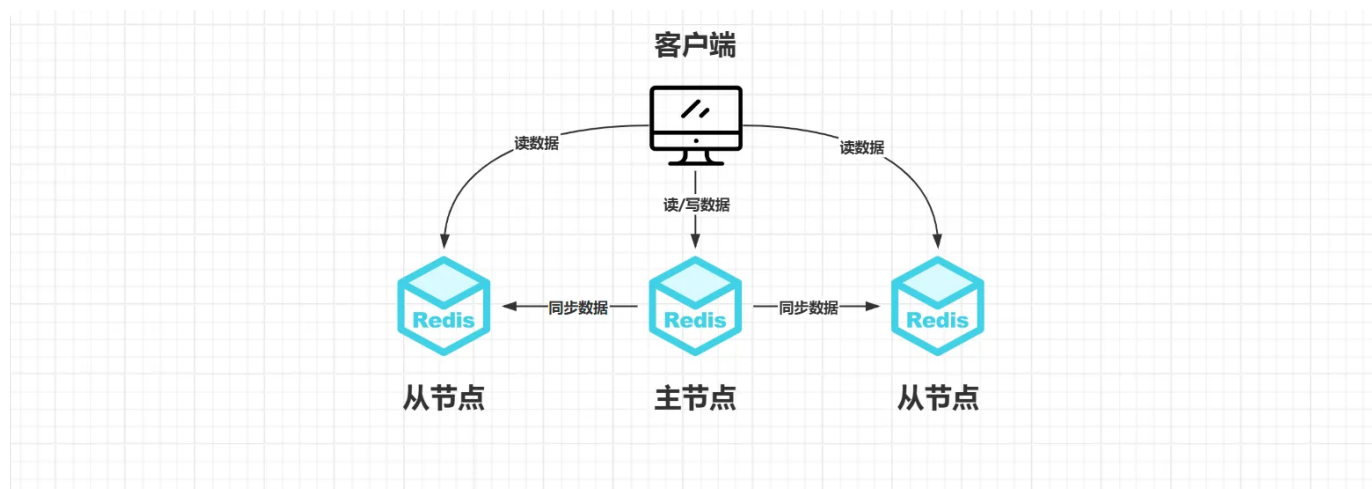 客户端
读数据
读数据
读/写数据
Redis
同步数据
Redis
同步数据
Redis
从节点
主节点
从节点